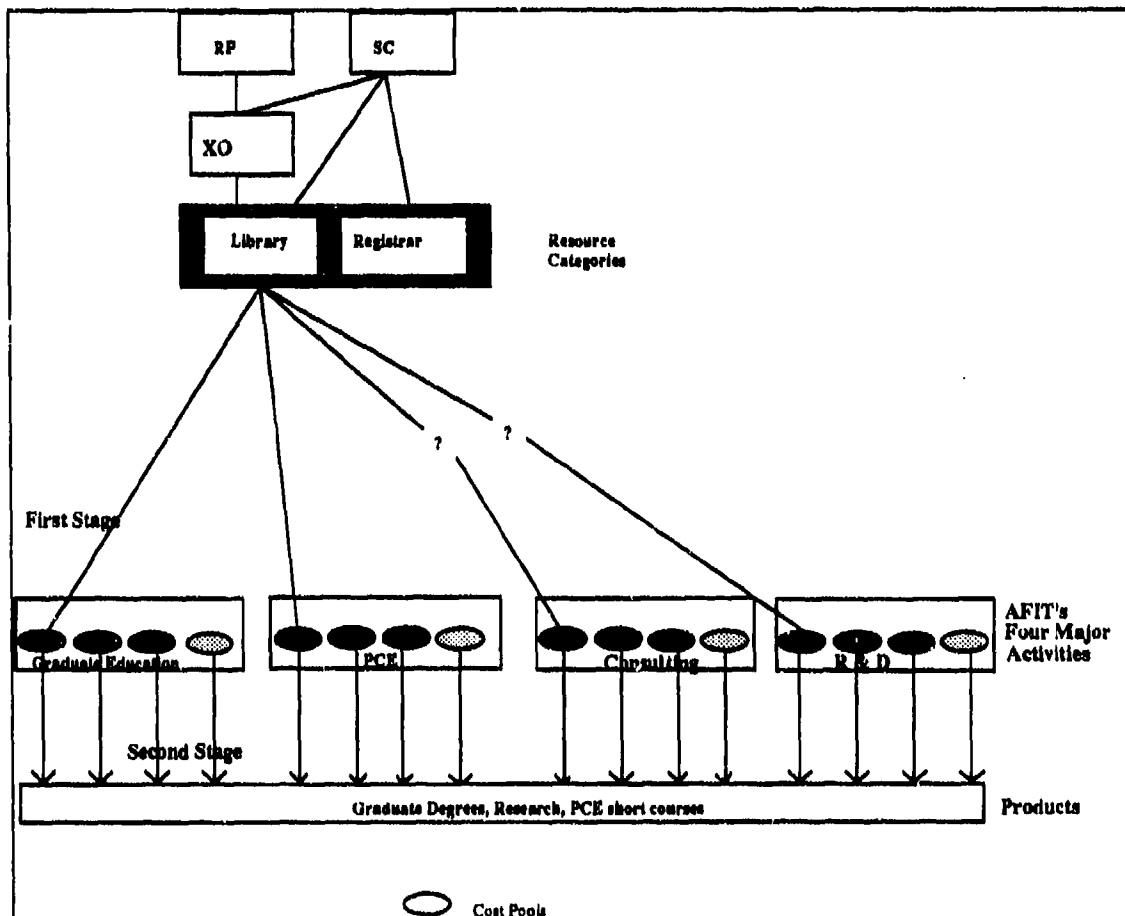 RP
SC
XO
Library
Registrar
Resource
Categories
?
?
First Stage
AFIT's
Four Major
Activities
Graduate Education
PCE
Consulting
R & D
Second Stage
Graduate Degrees, Research, PCE short courses
Products
Cost Pools